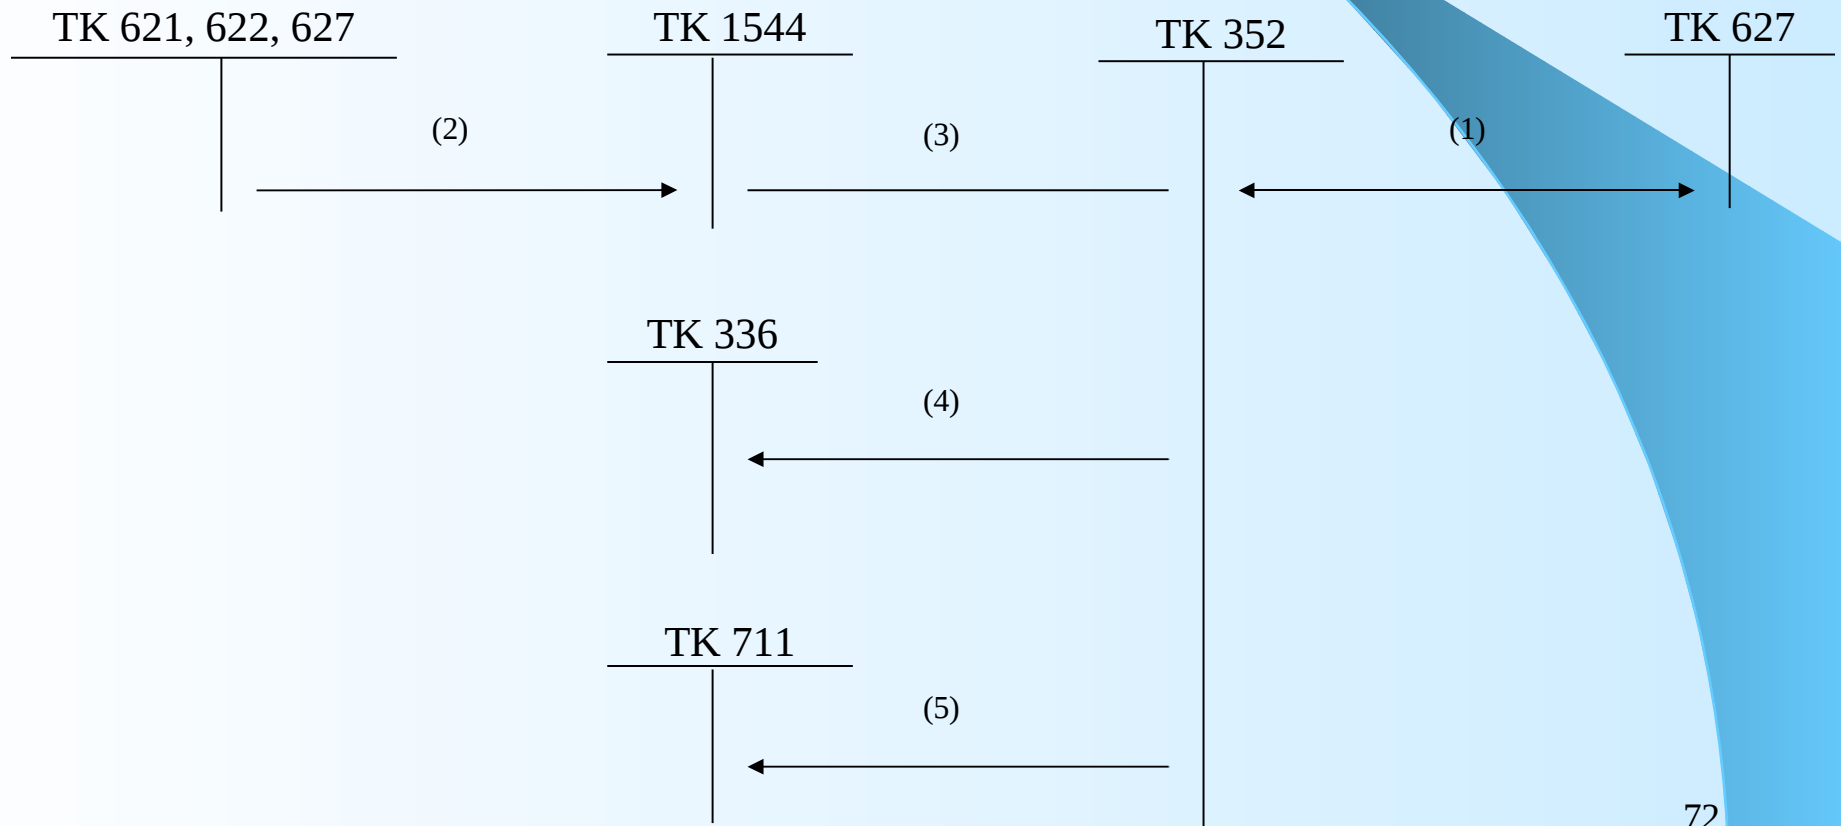 TK 621, 622, 627
TK 1544
TK 352
TK 627
(2)
(3)
(1)
TK 336
(4)
TK 711
(5)
72